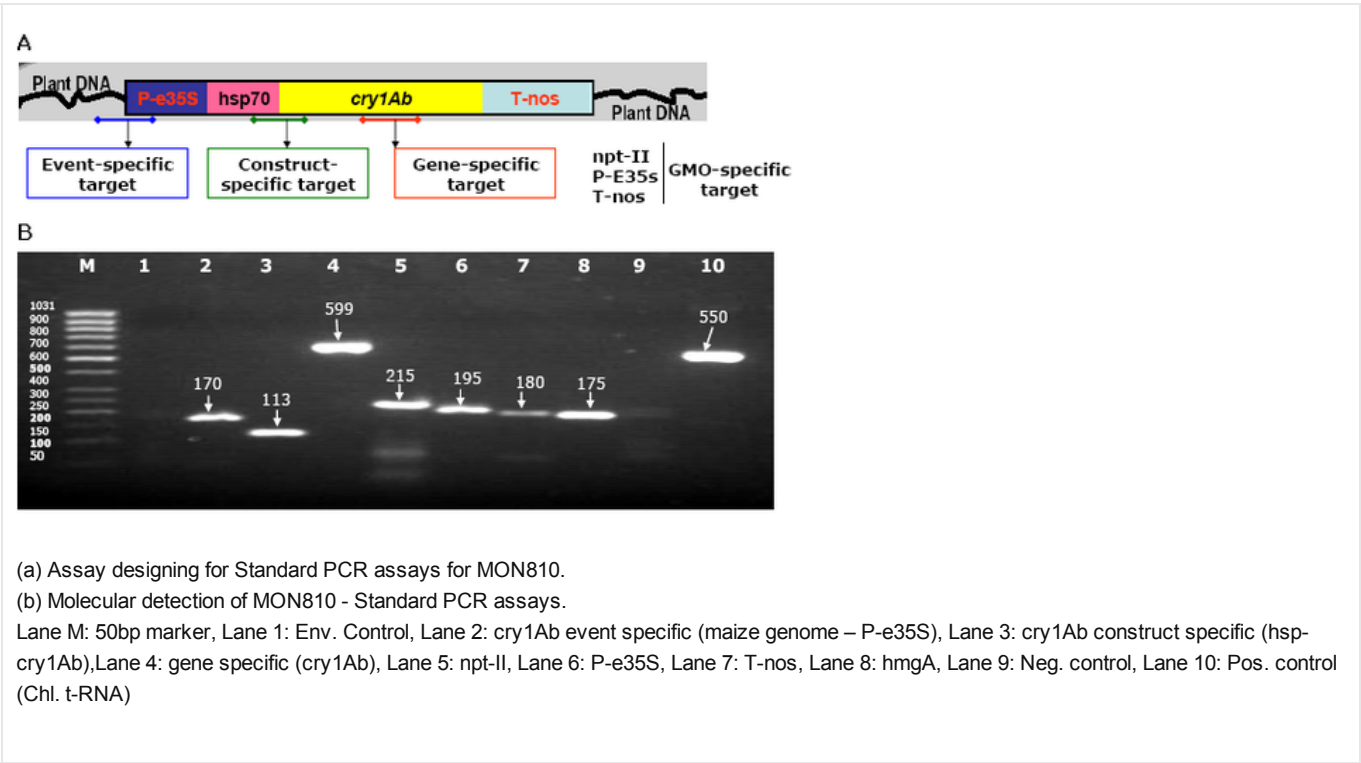 A
Plant DNA
P-e35S hsp70 cry1Ab T-nos
Plant DNA
Event-specific
target
Construct-
specific target
Gene-specific
target
npt-II
P-E35s
T-nos
GMO-specific
target
B
M 1 2 3 4 5 6 7 8 9 10
1031
900
800
700
600
500
400
300
250
200
150
100
50
170
113
599
215
195
180
175
550
(a) Assay designing for Standard PCR assays for MON810.
(b) Molecular detection of MON810 - Standard PCR assays.
Lane M: 50bp marker, Lane 1: Env. Control, Lane 2: cry1Ab event specific (maize genome – P-e35S), Lane 3: cry1Ab construct specific (hsp-
cry1Ab),Lane 4: gene specific (cry1Ab), Lane 5: npt-II, Lane 6: P-e35S, Lane 7: T-nos, Lane 8: hmgA, Lane 9: Neg. control, Lane 10: Pos. control
(Chl. t-RNA)